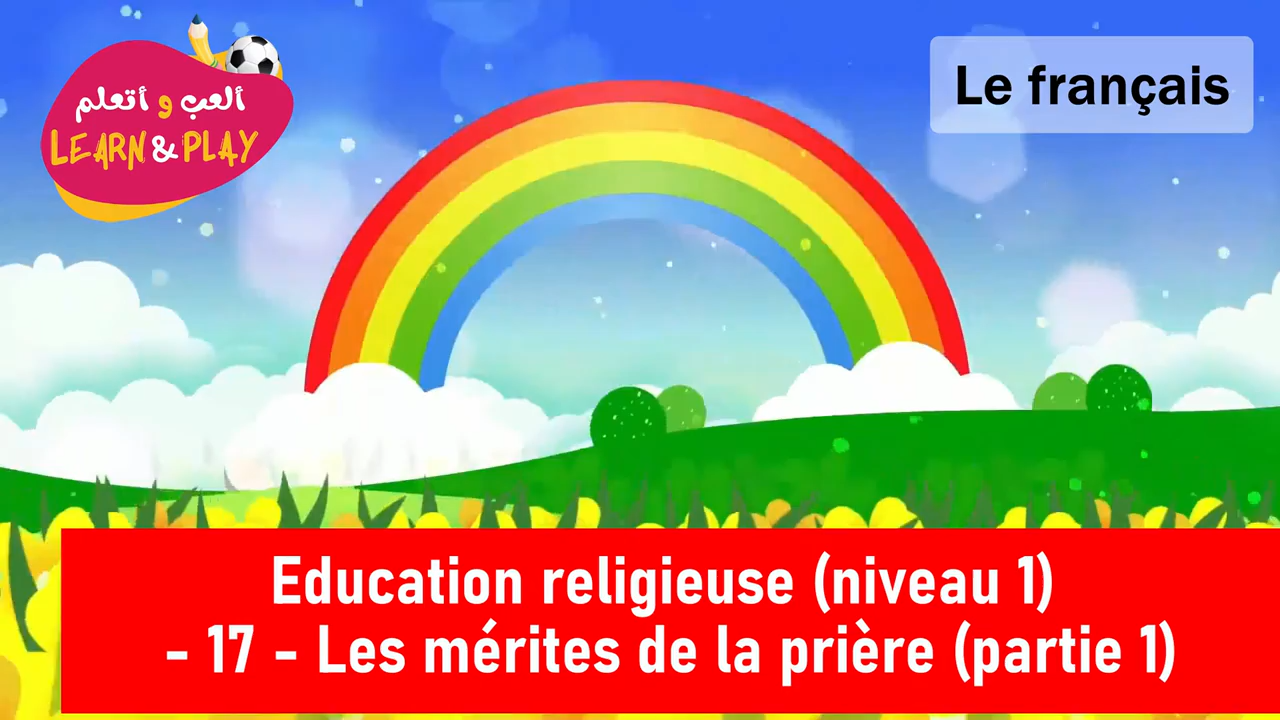 ألعب و أتعلم
LEARN & PLAY
Le français
Education religieuse (niveau 1)
- 17 - Les mérites de la prière (partie 1)